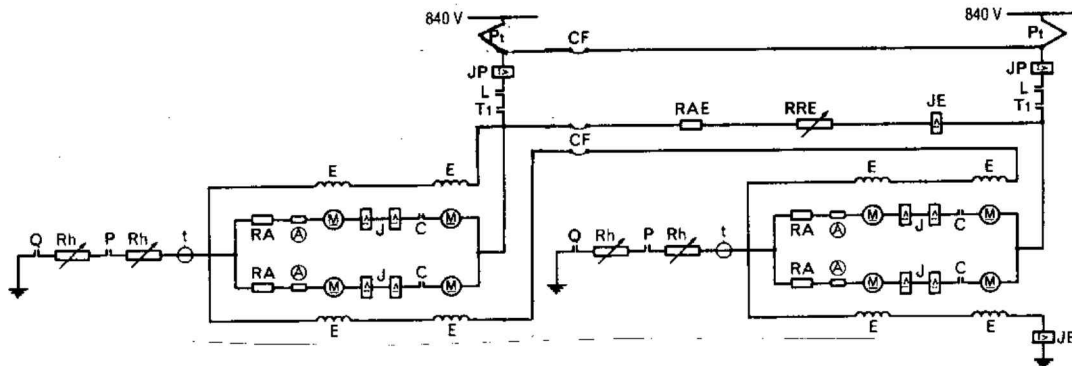 840 V 840 V
Pt CF Pt
JP JP
L L
T1 RAE RRE JE T1
CF
E E E E
RA A M J C M RA A M J C M
Q Rh P Rh t Q Rh P Rh t
RA A M J C M RA A M J C M
E E E E
JE